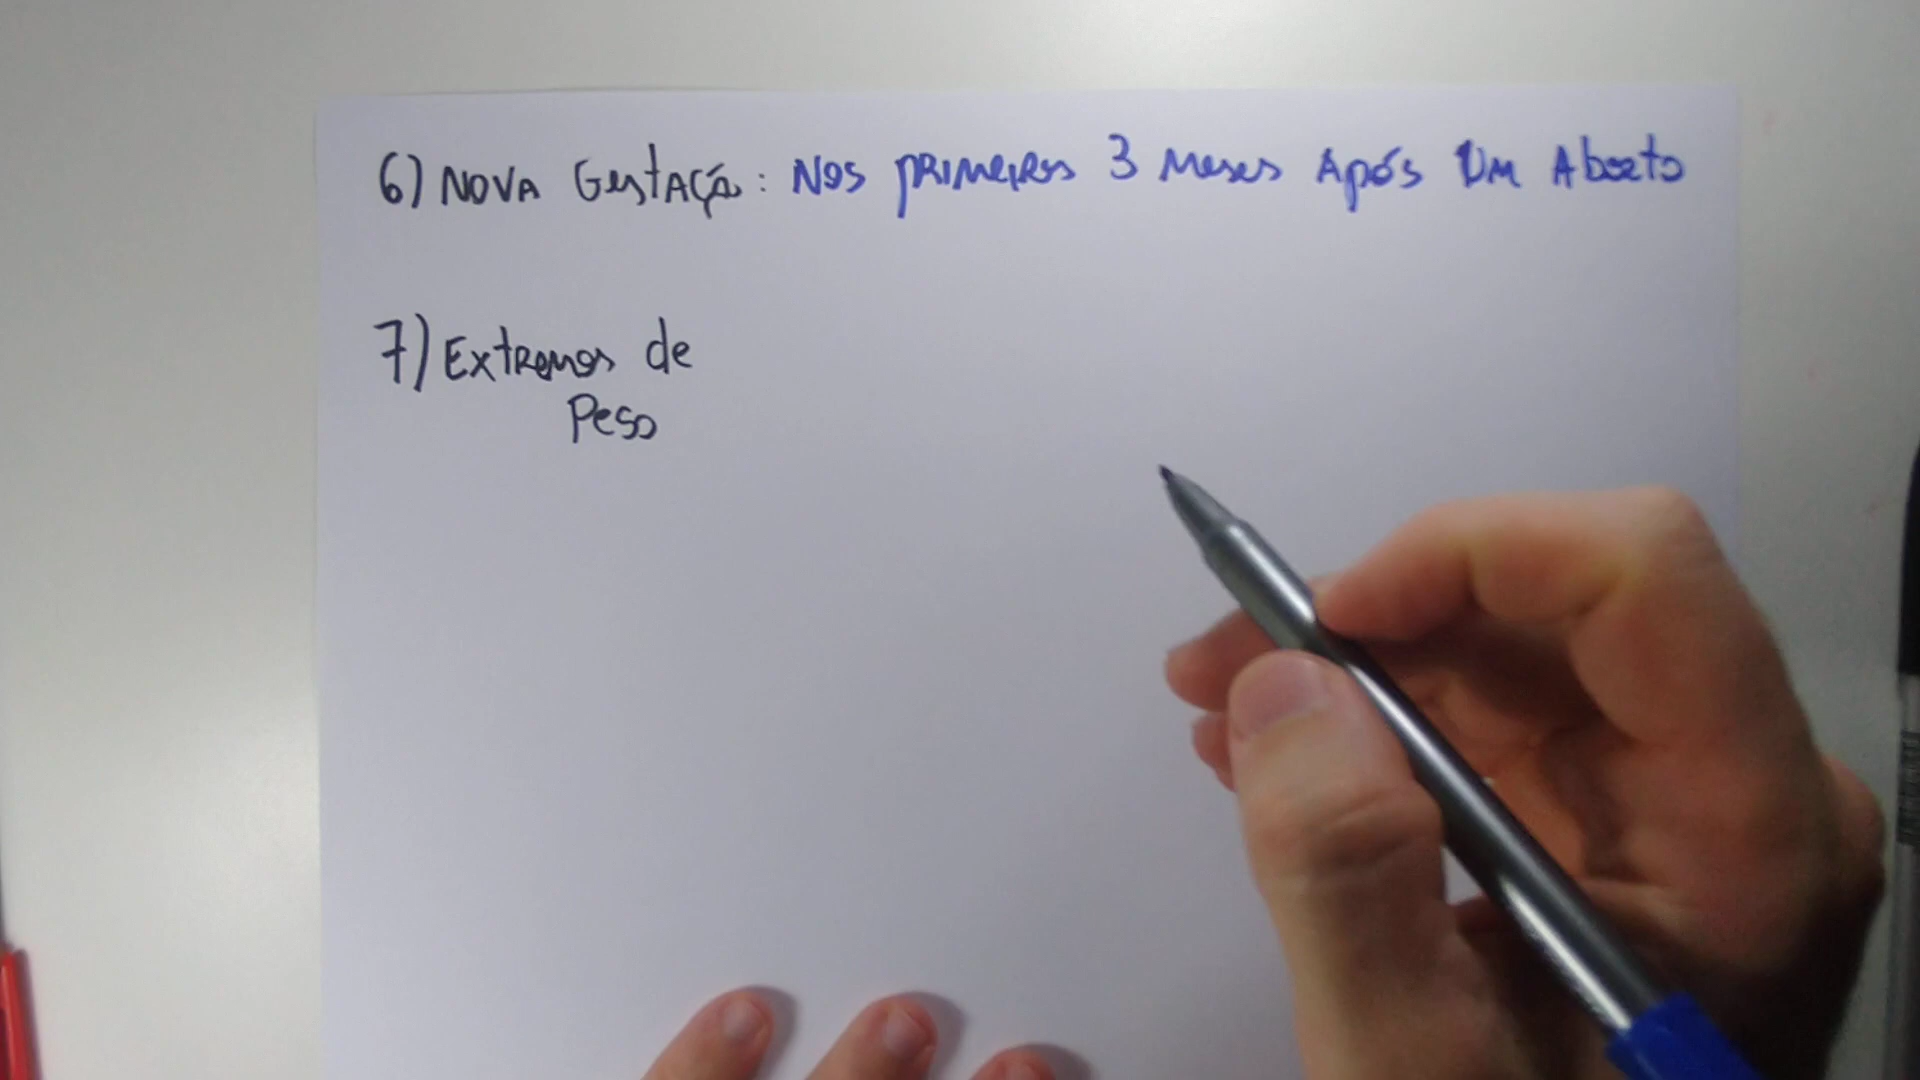 6) NOVA GestAção: Nos PRIMEIROS 3 Meses Após UM Aborto
7) Extremos de
Peso